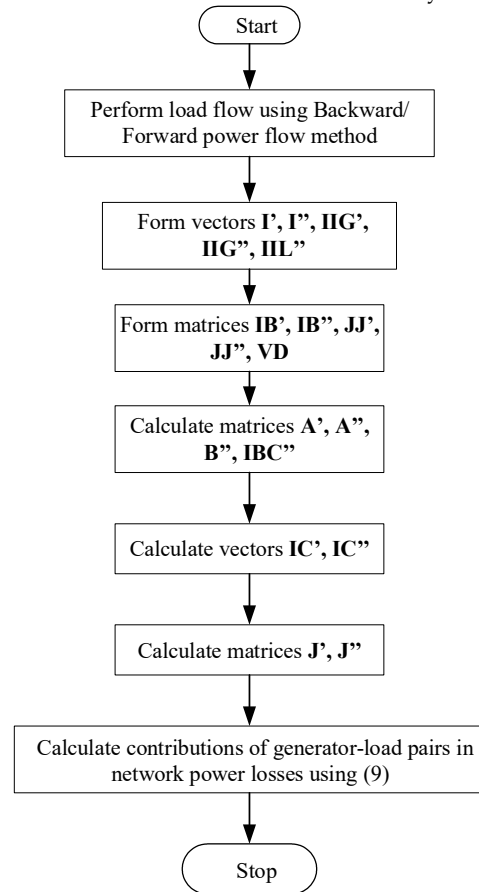 Start
Perform load flow using Backward/
Forward power flow method
Form vectors I’, I”, IIG’,
IIG”, IIL”
Form matrices IB’, IB”, JJ’,
JJ”, VD
Calculate matrices A’, A”,
B”, IBC”
Calculate vectors IC’, IC”
Calculate matrices J’, J”
Calculate contributions of generator-load pairs in
network power losses using (9)
Stop